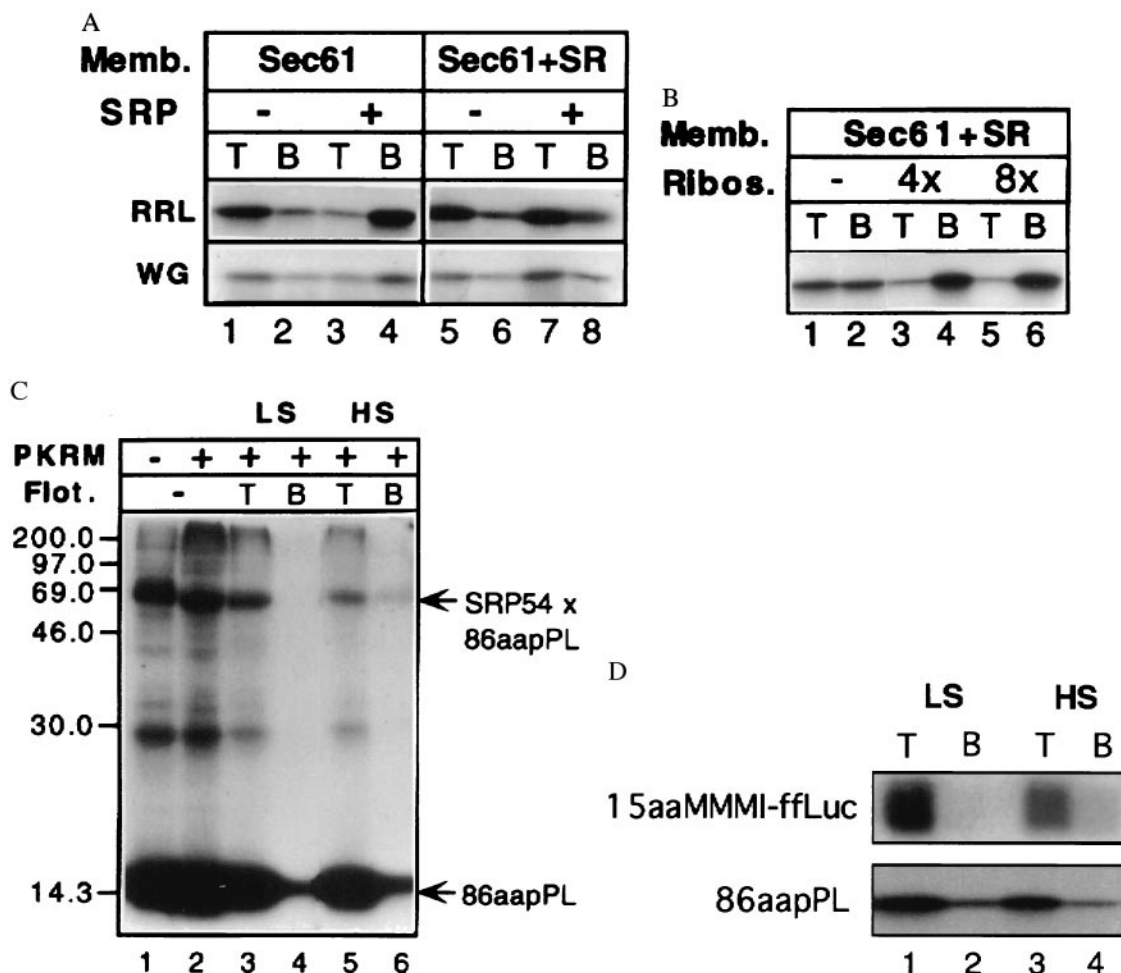 A
Memb. Sec61 Sec61+SR
SRP - + - +
T B T B T B T B
RRL
WG
1 2 3 4 5 6 7 8
B
Memb. Sec61+SR
Ribos. - 4x 8x
T B T B T B
1 2 3 4 5 6
C
LS HS
PKRM - + + + + +
Flot. - T B T B
200.0
97.0
69.0
46.0
30.0
14.3
SRP54 x
86aapPL
86aapPL
1 2 3 4 5 6
D
LS HS
T B T B
15aaMMMI-ffLuc
86aapPL
1 2 3 4